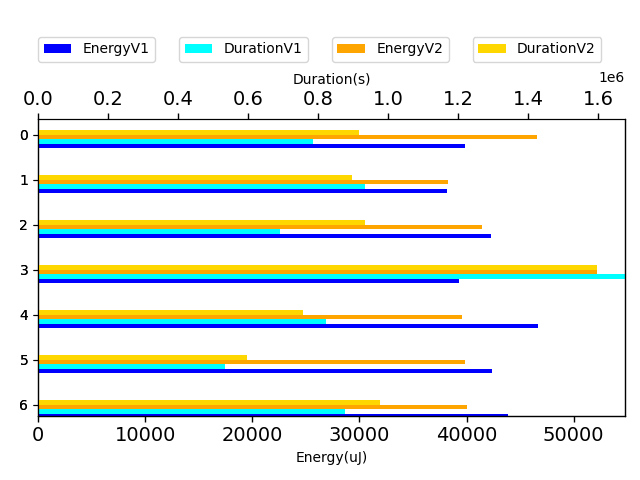 EnergyV1 DurationV1 EnergyV2 DurationV2
Duration(s)
1e6
0.0 0.2 0.4 0.6 0.8 1.0 1.2 1.4 1.6
0
1
2
3
4
5
6
0 10000 20000 30000 40000 50000
Energy(uJ)